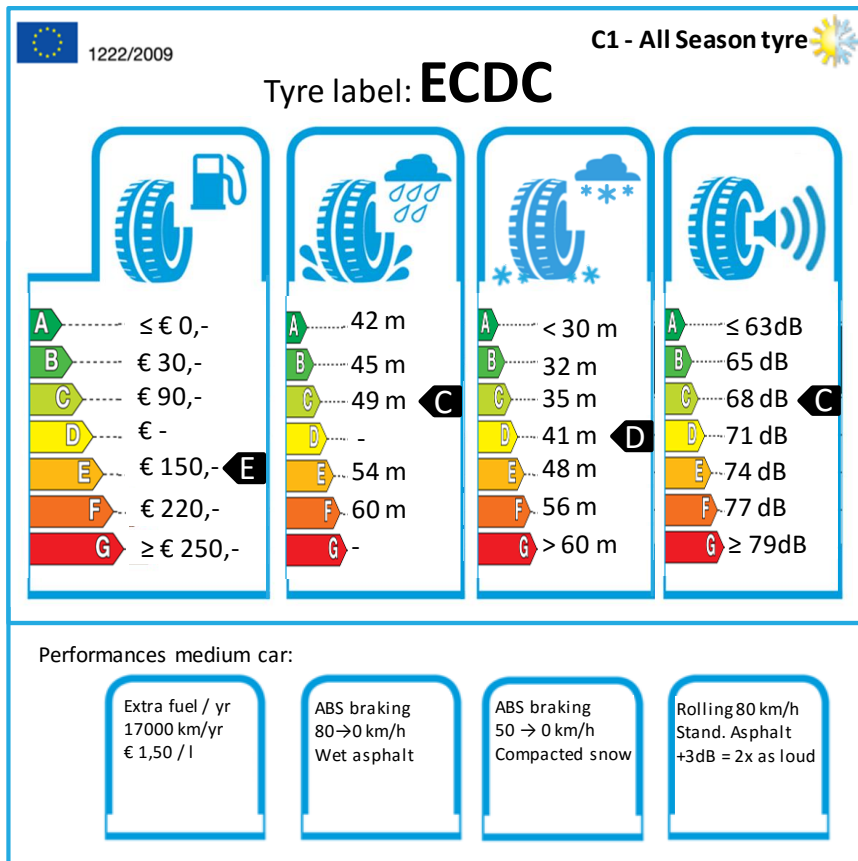 1222/2009
C1 - All Season tyre
Tyre label: ECDC
A ≤ € 0,-
B € 30,-
C € 90,-
D € -
E € 150,- E
F € 220,-
G ≥ € 250,-
A 42 m
B 45 m
C 49 m C
D -
E 54 m
F 60 m
G -
A < 30 m
B 32 m
C 35 m
D 41 m D
E 48 m
F 56 m
G > 60 m
A ≤ 63dB
B 65 dB
C 68 dB C
D 71 dB
E 74 dB
F 77 dB
G ≥ 79dB
Performances medium car:
Extra fuel / yr
17000 km/yr
€ 1,50 / l
ABS braking
80→0 km/h
Wet asphalt
ABS braking
50 → 0 km/h
Compacted snow
Rolling 80 km/h
Stand. Asphalt
+3dB = 2x as loud